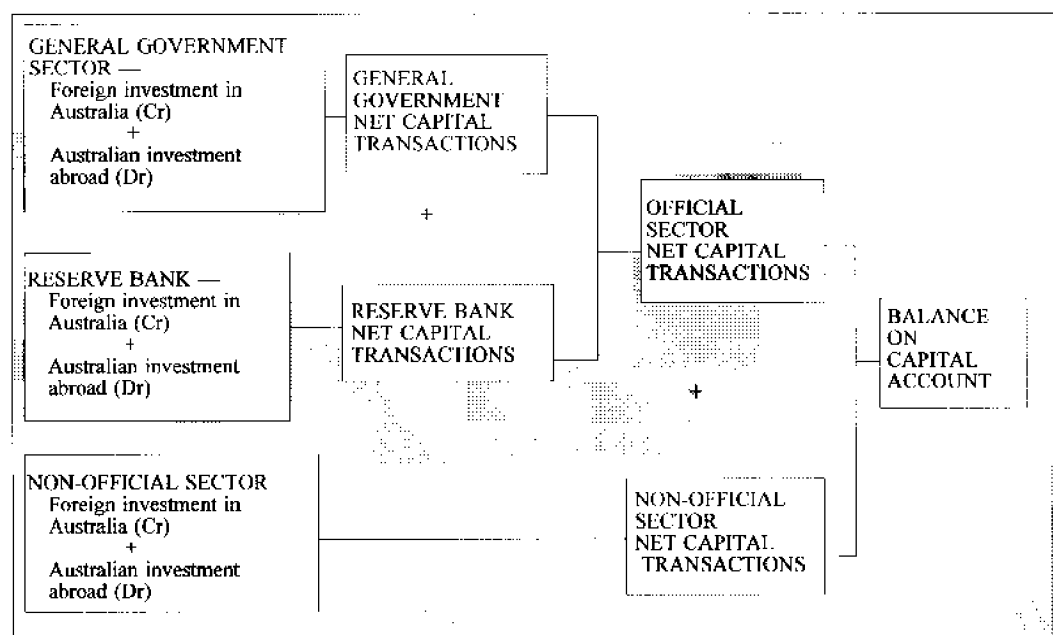 GENERAL GOVERNMENT
SECTOR —
Foreign investment in
Australia (Cr)
+
Australian investment
abroad (Dr)
GENERAL
GOVERNMENT
NET CAPITAL
TRANSACTIONS
+
RESERVE BANK —
Foreign investment in
Australia (Cr)
+
Australian investment
abroad (Dr)
RESERVE BANK
NET CAPITAL
TRANSACTIONS
OFFICIAL
SECTOR
NET CAPITAL
TRANSACTIONS
+
BALANCE
ON
CAPITAL
ACCOUNT
NON-OFFICIAL SECTOR
Foreign investment in
Australia (Cr)
+
Australian investment
abroad (Dr)
NON-OFFICIAL
SECTOR
NET CAPITAL
TRANSACTIONS